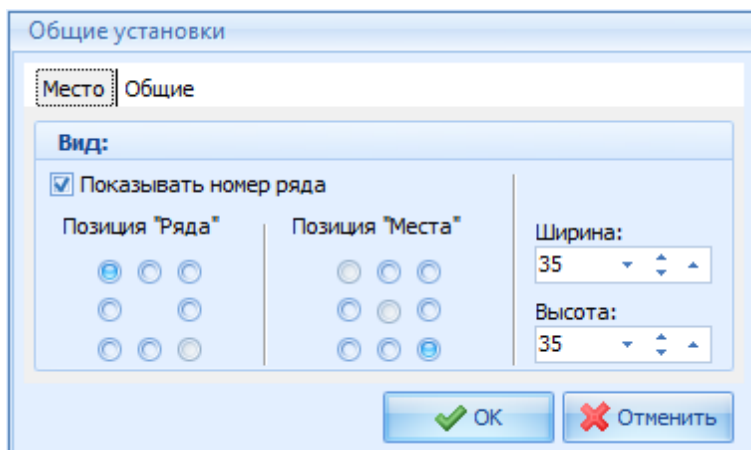 Общие установки
Место Общие
Вид:
Показывать номер ряда
Позиция "Ряда" Позиция "Места"
Ширина:
35
Высота:
35
OK Отменить